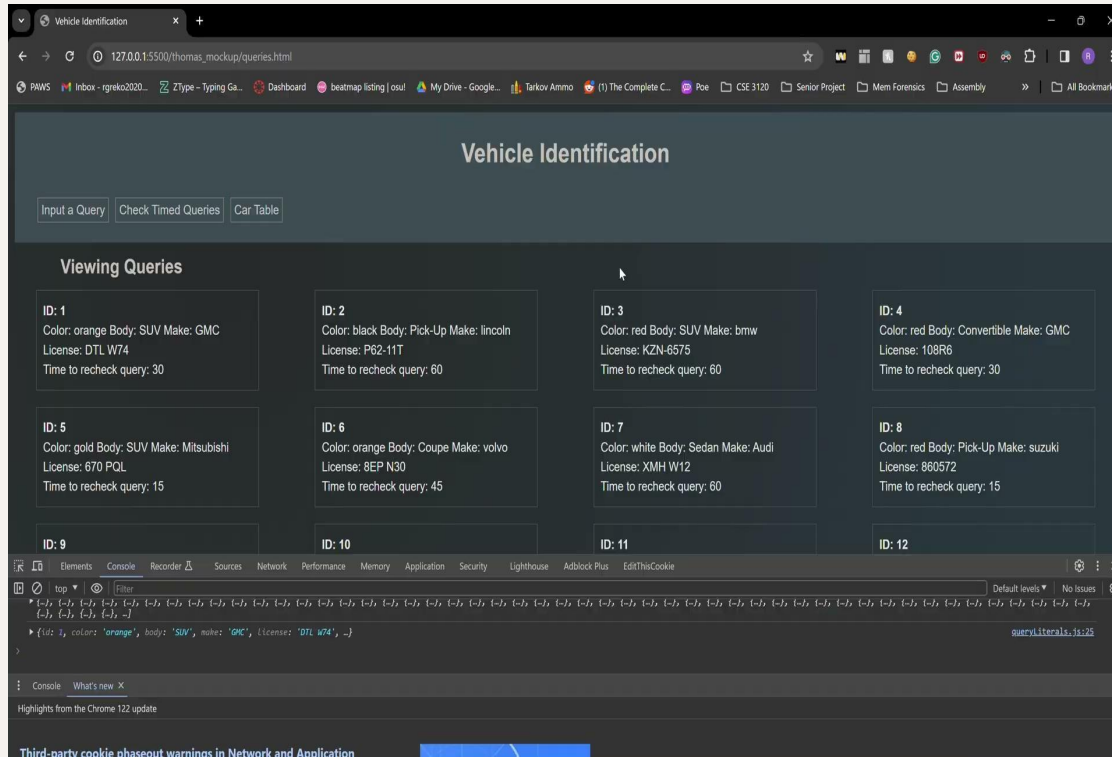 Vehicle Identification
127.0.0.1:5500/thomas_mockup/queries.html
PAWS Inbox - rgreko2020... ZType – Typing Ga... Dashboard beatmap listing | osu! My Drive - Google... Tarkov Ammo (1) The Complete C... Poe CSE 3120 Senior Project Mem Forensics Assembly » All Bookmark
Vehicle Identification
Input a Query Check Timed Queries Car Table
Viewing Queries
ID: 1
Color: orange Body: SUV Make: GMC
License: DTL W74
Time to recheck query: 30
ID: 2
Color: black Body: Pick-Up Make: lincoln
License: P62-11T
Time to recheck query: 60
ID: 3
Color: red Body: SUV Make: bmw
License: KZN-6575
Time to recheck query: 60
ID: 4
Color: red Body: Convertible Make: GMC
License: 108R6
Time to recheck query: 30
ID: 5
Color: gold Body: SUV Make: Mitsubishi
License: 670 PQL
Time to recheck query: 15
ID: 6
Color: orange Body: Coupe Make: volvo
License: 8EP N30
Time to recheck query: 45
ID: 7
Color: white Body: Sedan Make: Audi
License: XMH W12
Time to recheck query: 60
ID: 8
Color: red Body: Pick-Up Make: suzuki
License: 860572
Time to recheck query: 15
ID: 9
ID: 10
ID: 11
ID: 12
Elements Console Recorder Sources Network Performance Memory Application Security Lighthouse Adblock Plus EditThisCookie
top Filter Default levels No Issues
{id: 1, color: 'orange', body: 'SUV', make: 'GMC', license: 'DTL W74', …} queryLiterals.js:25
Console What's new
Highlights from the Chrome 122 update
Third-party cookie phaseout warnings in Network and Application